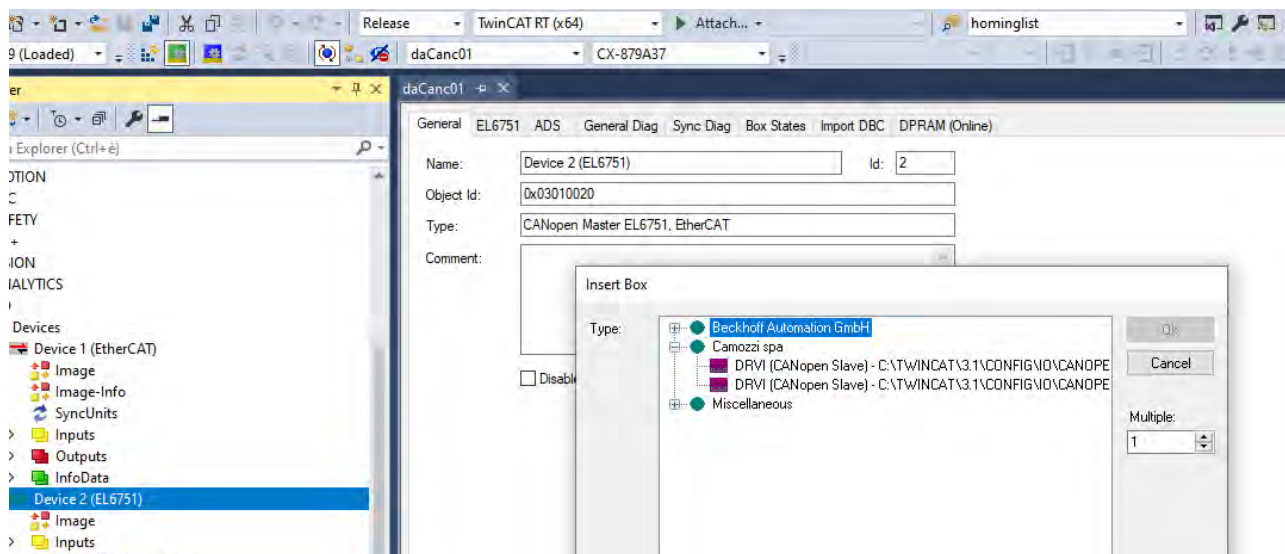 Release TwinCAT RT (x64) Attach... hominglist
9 (Loaded) daCanc01 CX-879A37
er daCanc01
General EL6751 ADS General Diag Sync Diag Box States Import DBC DPRAM (Online)
Explorer (Ctrl+è)
Name: Device 2 (EL6751) Id: 2
OTION
Object Id: 0x03010020
C
FETY
Type: CANopen Master EL6751, EtherCAT
+
ION
Comment:
ALYTICS
Insert Box
Devices
Type: Beckhoff Automation GmbH Ok
Device 1 (EtherCAT)
Camozzi spa
Image
DRVI (CANopen Slave) - C:\TWINCAT\3.1\CONFIG\IO\CANOPE Cancel
Disable
DRVI (CANopen Slave) - C:\TWINCAT\3.1\CONFIG\IO\CANOPE
Image-Info
SyncUnits
Miscellaneous
Multiple:
Inputs
1
Outputs
InfoData
Device 2 (EL6751)
Image
Inputs